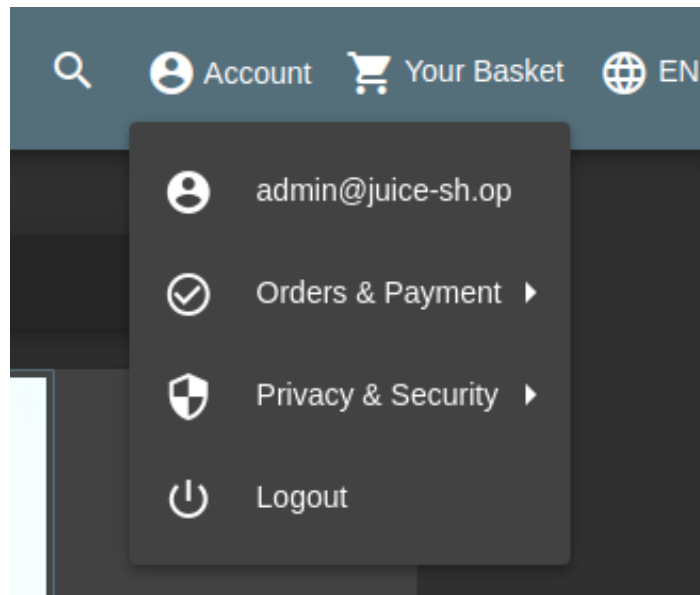 Account
Your Basket
EN
admin@juice-sh.op
Orders & Payment
Privacy & Security
Logout